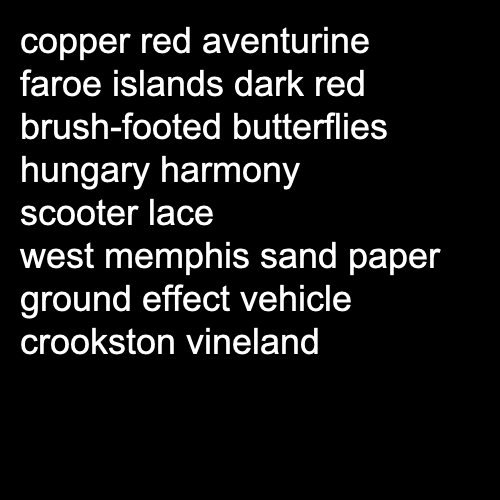 copper red aventurine
faroe islands dark red
brush-footed butterflies
hungary harmony
scooter lace
west memphis sand paper
ground effect vehicle
crookston vineland